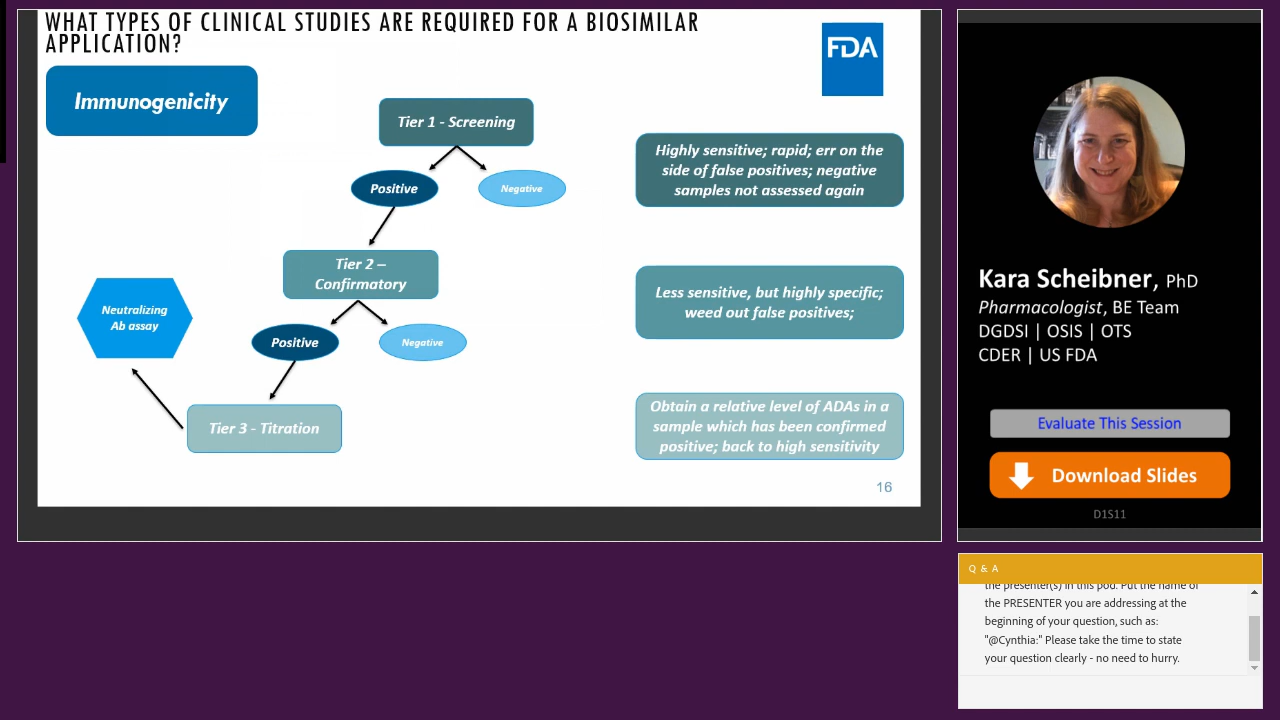 WHAT TYPES OF CLINICAL STUDIES ARE REQUIRED FOR A BIOSIMILAR
APPLICATION?
FDA
Immunogenicity
Tier 1 - Screening
Positive
Negative
Highly sensitive; rapid; err on the
side of false positives; negative
samples not assessed again
Tier 2 –
Confirmatory
Neutralizing
Ab assay
Less sensitive, but highly specific;
weed out false positives;
Positive
Negative
Tier 3 - Titration
Obtain a relative level of ADAs in a
sample which has been confirmed
positive; back to high sensitivity
16
Kara Scheibner, PhD
Pharmacologist, BE Team
DGDSI | OSIS | OTS
CDER | US FDA
Evaluate This Session
Download Slides
D1S11
Q & A
the presenter(s) in this pod. Put the name of
the PRESENTER you are addressing at the
beginning of your question, such as:
"@Cynthia:" Please take the time to state
your question clearly - no need to hurry.